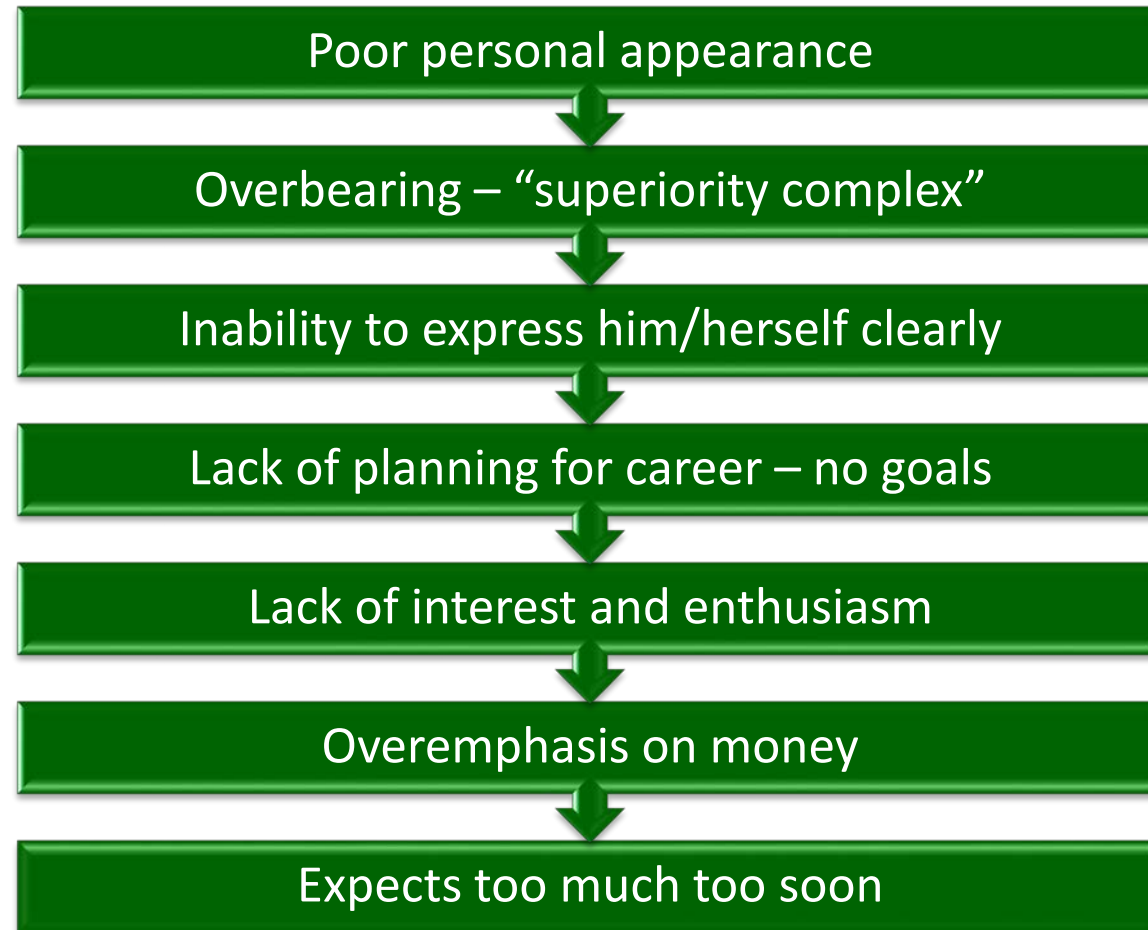 Poor personal appearance
Overbearing – “superiority complex”
Inability to express him/herself clearly
Lack of planning for career – no goals
Lack of interest and enthusiasm
Overemphasis on money
Expects too much too soon